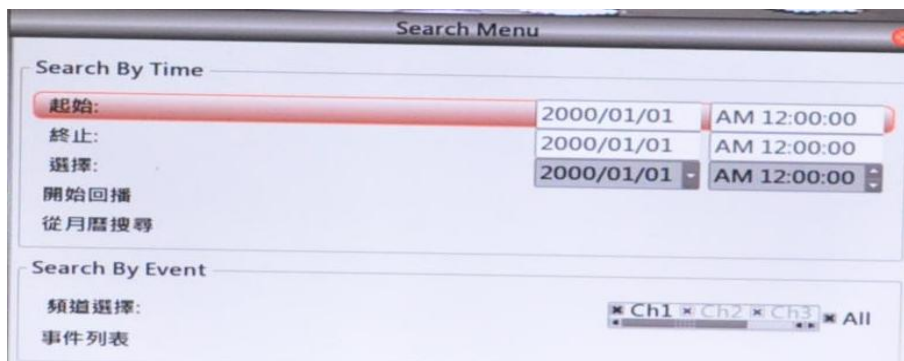 Search Menu
Search By Time
起始: 2000/01/01 AM 12:00:00
終止: 2000/01/01 AM 12:00:00
選擇: 2000/01/01 AM 12:00:00
開始回播
從月曆搜尋
Search By Event
頻道選擇: Ch1 Ch2 Ch3 All
事件列表